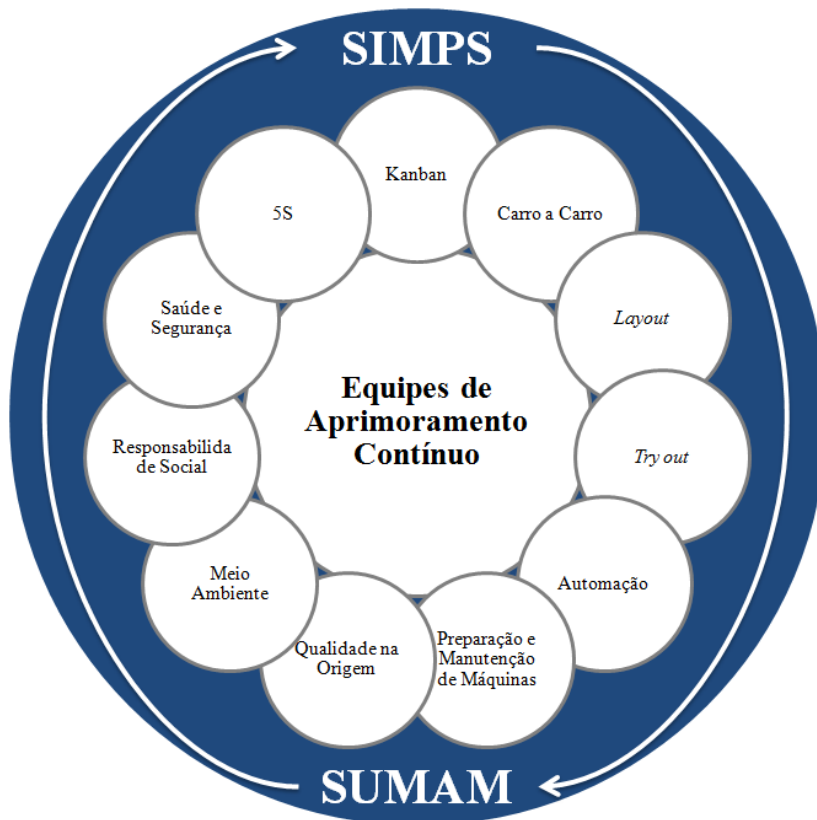 SIMPS
Kanban
Carro a Carro
Layout
Try out
Automação
Preparação e
Manutenção
de Máquinas
Qualidade na
Origem
Meio
Ambiente
Responsabilida
de Social
Saúde e
Segurança
5S
Equipes de
Aprimoramento
Contínuo
SUMAM